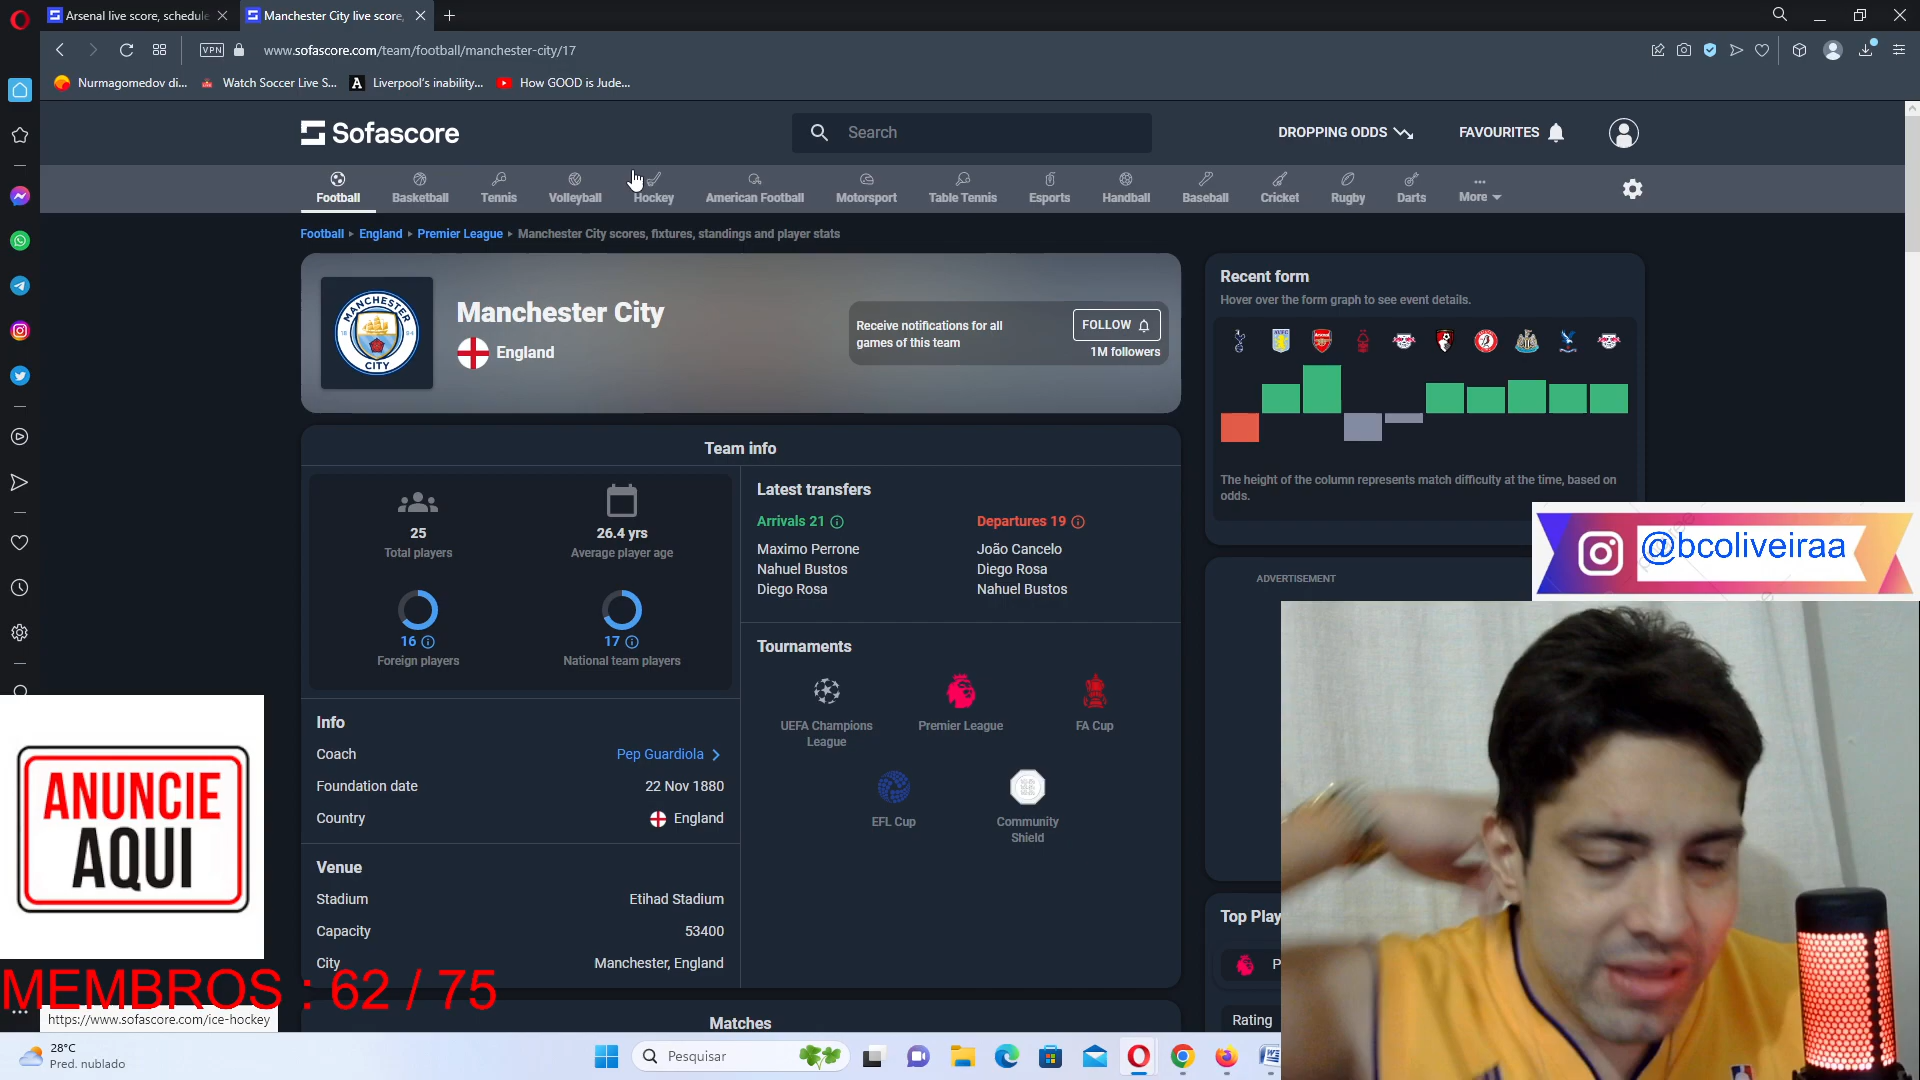 Arsenal live score, schedule
Manchester City live score,
VPN
www.sofascore.com/team/football/manchester-city/17
Nurmagomedov di...
Watch Soccer Live S...
Liverpool's inability...
How GOOD is Jude...
Sofascore
Search
DROPPING ODDS
FAVOURITES
Football
Basketball
Tennis
Volleyball
Hockey
American Football
Motorsport
Table Tennis
Esports
Handball
Baseball
Cricket
Rugby
Darts
More
Football
England
Premier League
Manchester City scores, fixtures, standings and player stats
MANCHESTER
18 94
CITY
Manchester City
England
Receive notifications for all
games of this team
FOLLOW
1M followers
Recent form
Hover over the form graph to see event details.
The height of the column represents match difficulty at the time, based on
odds.
Team info
25
Total players
26.4 yrs
Average player age
16
Foreign players
17
National team players
Latest transfers
Arrivals 21
Maximo Perrone
Nahuel Bustos
Diego Rosa
Departures 19
João Cancelo
Diego Rosa
Nahuel Bustos
Tournaments
UEFA Champions
League
Premier League
FA Cup
EFL Cup
Community
Shield
Info
Coach Pep Guardiola
Foundation date 22 Nov 1880
Country England
Venue
Stadium Etihad Stadium
Capacity 53400
City Manchester, England
Matches
ADVERTISEMENT
@bcoliveiraa
Top Play
P
Rating
ANUNCIE
AQUI
MEMBROS : 62 / 75
https://www.sofascore.com/ice-hockey
28°C
Pred. nublado
Pesquisar